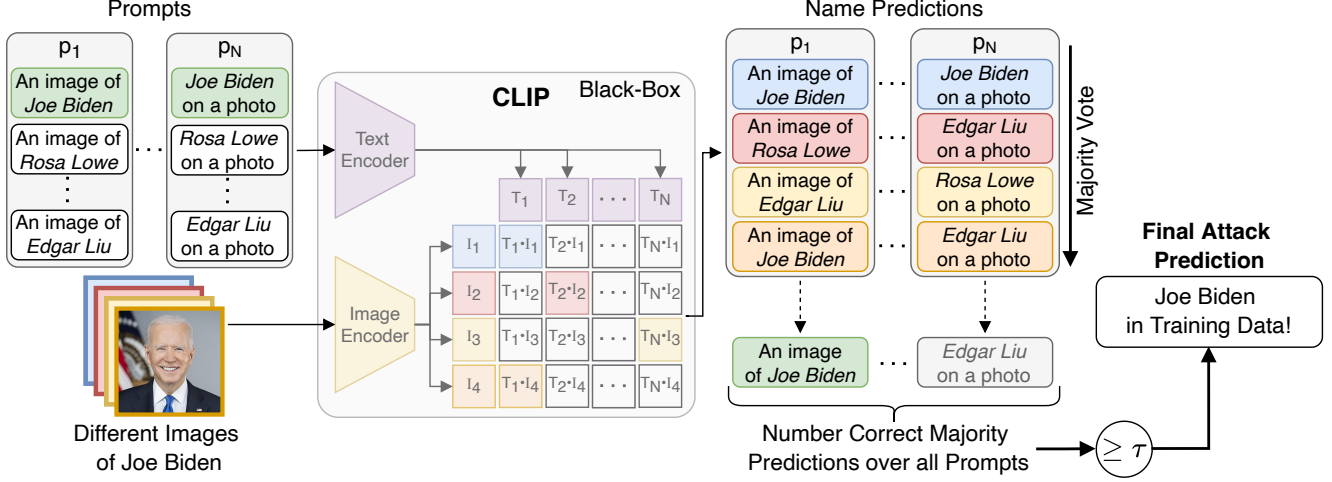 Prompts
p1
An image of
Joe Biden
An image of
Rosa Lowe
An image of
Edgar Liu
. . .
pN
Joe Biden
on a photo
Rosa Lowe
on a photo
Edgar Liu
on a photo
Different Images
of Joe Biden
CLIP
Black-Box
Text
Encoder
Image
Encoder
T1 T2 . . . TN
I1 T1•I1 T2•I1 . . . TN•I1
I2 T1•I2 T2•I2 . . . TN•I2
I3 T1•I3 T2•I3 . . . TN•I3
I4 T1•I4 T2•I4 . . . TN•I4
Name Predictions
p1
An image of
Joe Biden
An image of
Rosa Lowe
An image of
Edgar Liu
An image of
Joe Biden
. . .
. . .
. . .
. . .
pN
Joe Biden
on a photo
Edgar Liu
on a photo
Rosa Lowe
on a photo
Edgar Liu
on a photo
Majority Vote
An image
of Joe Biden
. . .
Edgar Liu
on a photo
Number Correct Majority
Predictions over all Prompts
≥ τ
Final Attack
Prediction
Joe Biden
in Training Data!